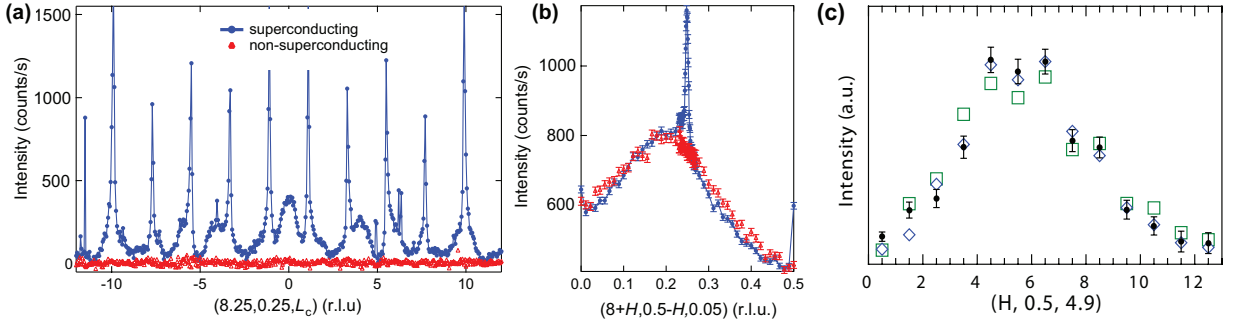 (a)
1500
1000
500
0
Intensity (counts/s)
superconducting
non-superconducting
-10 -5 0 5 10
(8.25,0.25,Lc) (r.l.u)
(b)
1000
800
600
Intensity (counts/s)
0.0 0.1 0.2 0.3 0.4 0.5
(8+H,0.5-H,0.05) (r.l.u.)
(c)
Intensity (a.u.)
0 2 4 6 8 10 12
(H, 0.5, 4.9)